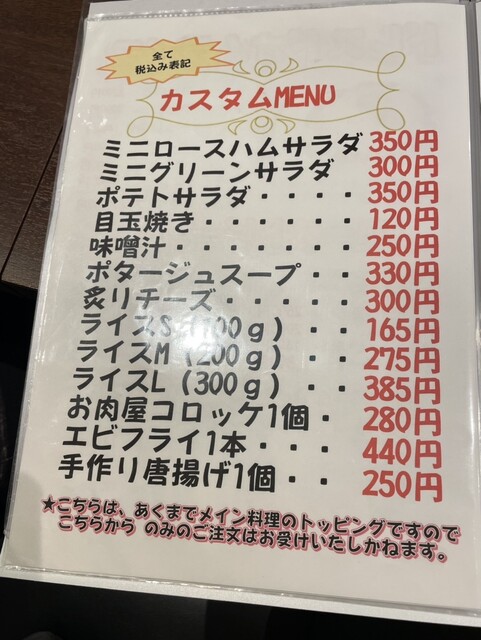 全て
税込み表記
カスタムMENU
ミニロースハムサラダ 350円
ミニグリーンサラダ 300円
ポテトサラダ・・・・ 350円
目玉焼き・・・・・・ 120円
味噌汁・・・・・・・ 250円
ポタージュスープ・・ 330円
炙りチーズ・・・・・ 300円
ライスS(100g)・・ 165円
ライスM(200g)・・ 275円
ライスL(300g)・・ 385円
お肉屋コロッケ1個・ 280円
エビフライ1本・・・ 440円
手作り唐揚げ1個・・ 250円
★こちらは、あくまでメイン料理のトッピングですので
こちらから のみのご注文はお受けいたしかねます。